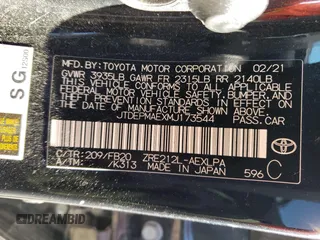 MFD.BY:TOYOTA MOTOR CORPORATION 02/21
GVWR 3935LB GAWR FR 2315LB RR 2140LB
THIS VEHICLE CONFORMS TO ALL APPLICABLE
FEDERAL MOTOR VEHICLE SAFETY, BUMPER, AND
THEFT PREVENTION STANDARDS IN EFFECT ON
THE DATE OF MANUFACTURE SHOWN ABOVE.
JTDEPMAEXMJ173544 PASS.CAR
C/TR:209/FB20 ZRE212L-AEXLPA
A/TM: /K313 MADE IN JAPAN 596 C
TOYOTA
SG
DREAMBID